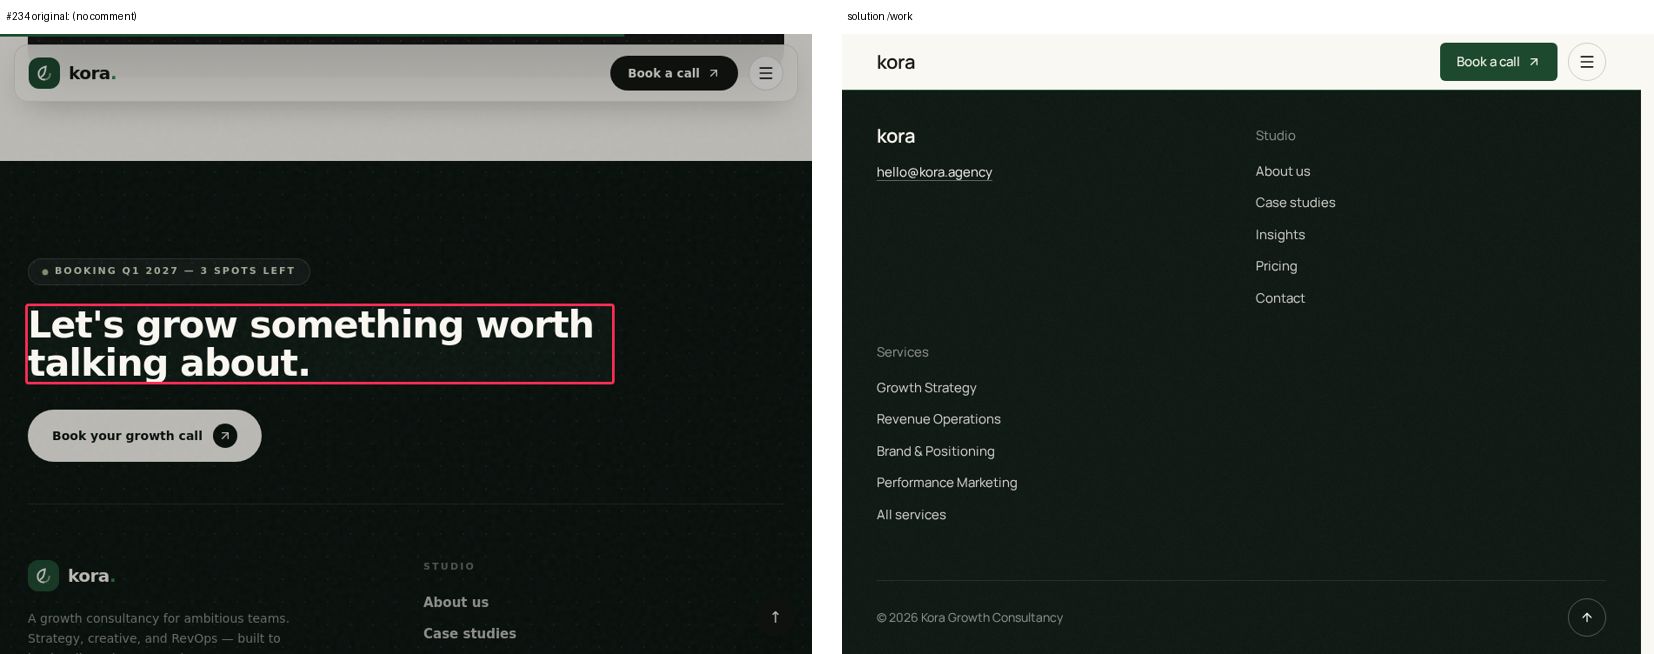 #234 original: (no comment)
kora.
Book a call
BOOKING Q1 2027 — 3 SPOTS LEFT
Let's grow something worth
talking about.
Book your growth call
kora.
A growth consultancy for ambitious teams.
Strategy, creative, and RevOps — built to
STUDIO
About us
Case studies
solution /work
kora
Book a call
kora
hello@kora.agency
Studio
About us
Case studies
Insights
Pricing
Contact
Services
Growth Strategy
Revenue Operations
Brand & Positioning
Performance Marketing
All services
© 2026 Kora Growth Consultancy